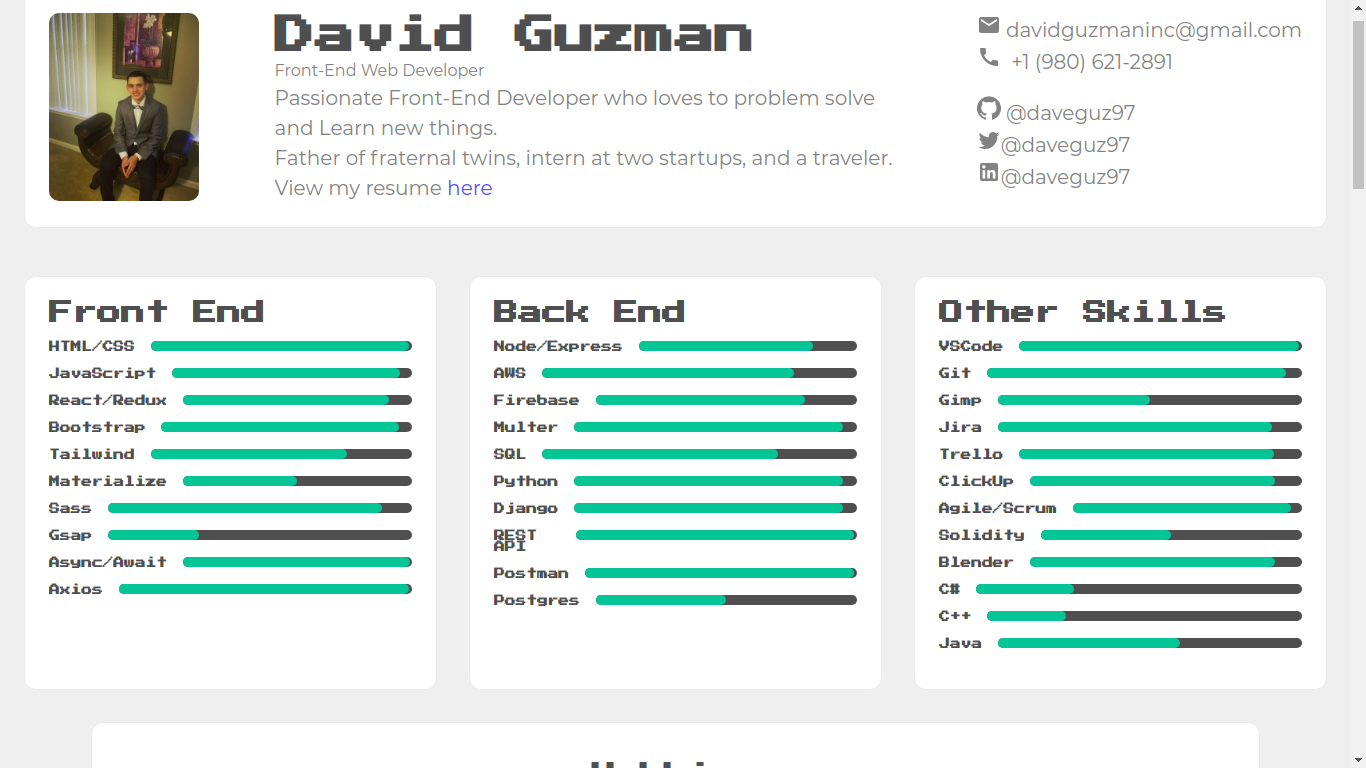 David Guzman
Front-End Web Developer
Passionate Front-End Developer who loves to problem solve
and Learn new things.
Father of fraternal twins, intern at two startups, and a traveler.
View my resume here
davidguzmaninc@gmail.com
+1 (980) 621-2891
@daveguz97
@daveguz97
@daveguz97
Front End
HTML/CSS
JavaScript
React/Redux
Bootstrap
Tailwind
Materialize
Sass
Gsap
Async/Await
Axios
Back End
Node/Express
AWS
Firebase
Multer
SQL
Python
Django
REST
API
Postman
Postgres
Other Skills
VSCode
Git
Gimp
Jira
Trello
ClickUp
Agile/Scrum
Solidity
Blender
C#
C++
Java